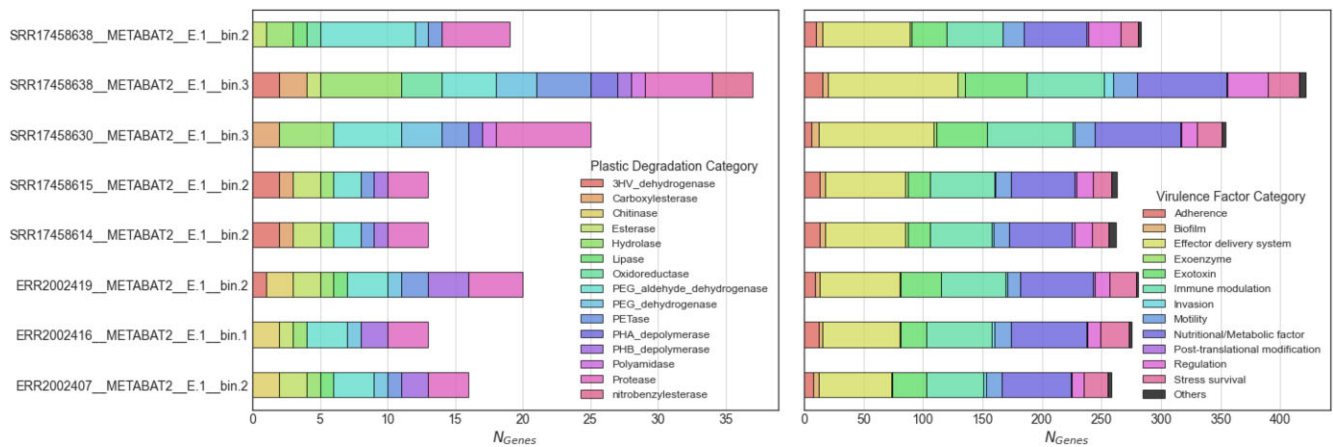 SRR17458638__METABAT2__E.1__bin.2
SRR17458638__METABAT2__E.1__bin.3
SRR17458630__METABAT2__E.1__bin.3
SRR17458615__METABAT2__E.1__bin.2
SRR17458614__METABAT2__E.1__bin.2
ERR2002419__METABAT2__E.1__bin.2
ERR2002416__METABAT2__E.1__bin.1
ERR2002407__METABAT2__E.1__bin.2
Plastic Degradation Category
3HV_dehydrogenase
Carboxylesterase
Chitinase
Esterase
Hydrolase
Lipase
Oxidoreductase
PEG_aldehyde_dehydrogenase
PEG_dehydrogenase
PETase
PHA_depolymerase
PHB_depolymerase
Polyamidase
Protease
nitrobenzylesterase
0 5 10 15 20 25 30 35
N_Genes
Virulence Factor Category
Adherence
Biofilm
Effector delivery system
Exoenzyme
Exotoxin
Immune modulation
Invasion
Motility
Nutritional/Metabolic factor
Post-translational modification
Regulation
Stress survival
Others
0 50 100 150 200 250 300 350 400
N_Genes